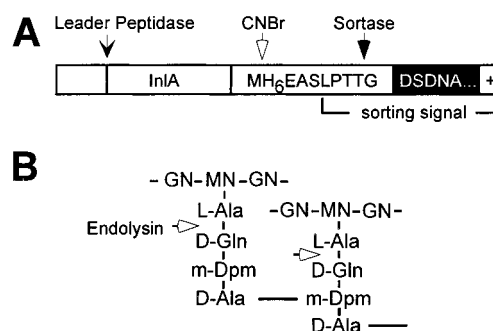 A
Leader Peptidase CNBr Sortase
InlA MH6EASLPTTG DSDNA... +
sorting signal
B
- GN-MN-GN-
L-Ala -GN-MN-GN-
Endolysin
D-Gln L-Ala
m-Dpm D-Gln
D-Ala m-Dpm
D-Ala